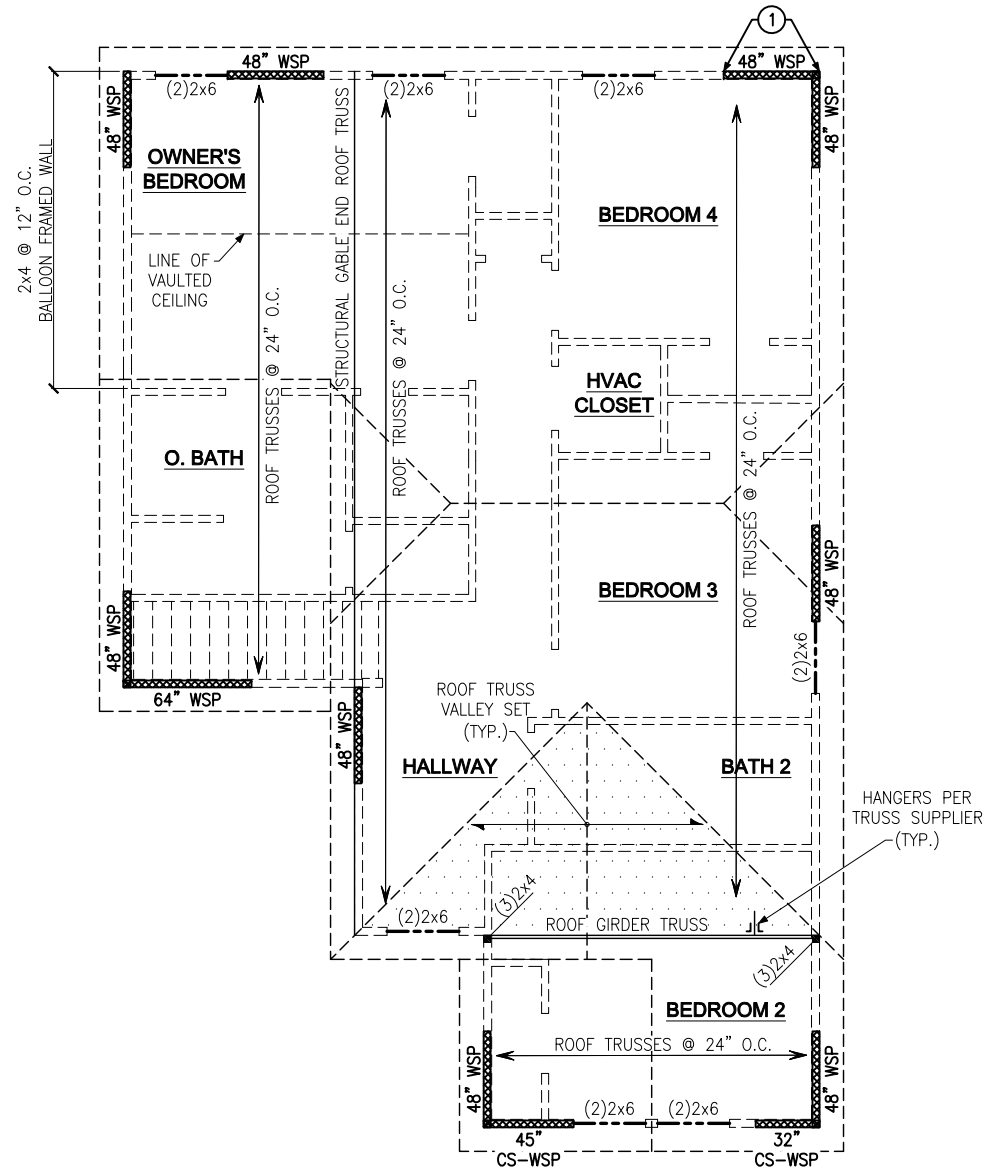 1
48" WSP
48" WSP
(2)2x6
(2)2x6
(2)2x6
48" WSP
48" WSP
OWNER'S
BEDROOM
STRUCTURAL GABLE END ROOF TRUSS
BEDROOM 4
2x4 @ 12" O.C.
BALLOON FRAMED WALL
LINE OF
VAULTED
CEILING
ROOF TRUSSES @ 24" O.C.
ROOF TRUSSES @ 24" O.C.
HVAC
CLOSET
ROOF TRUSSES @ 24" O.C.
O. BATH
BEDROOM 3
48" WSP
48" WSP
(2)2x6
64" WSP
ROOF TRUSS
VALLEY SET
(TYP.)
48" WSP
HALLWAY
BATH 2
HANGERS PER
TRUSS SUPPLIER
(TYP.)
(2)2x6
(3)2x4
ROOF GIRDER TRUSS
(3)2x4
BEDROOM 2
ROOF TRUSSES @ 24" O.C.
48" WSP
48" WSP
(2)2x6
(2)2x6
45"
CS-WSP
32"
CS-WSP